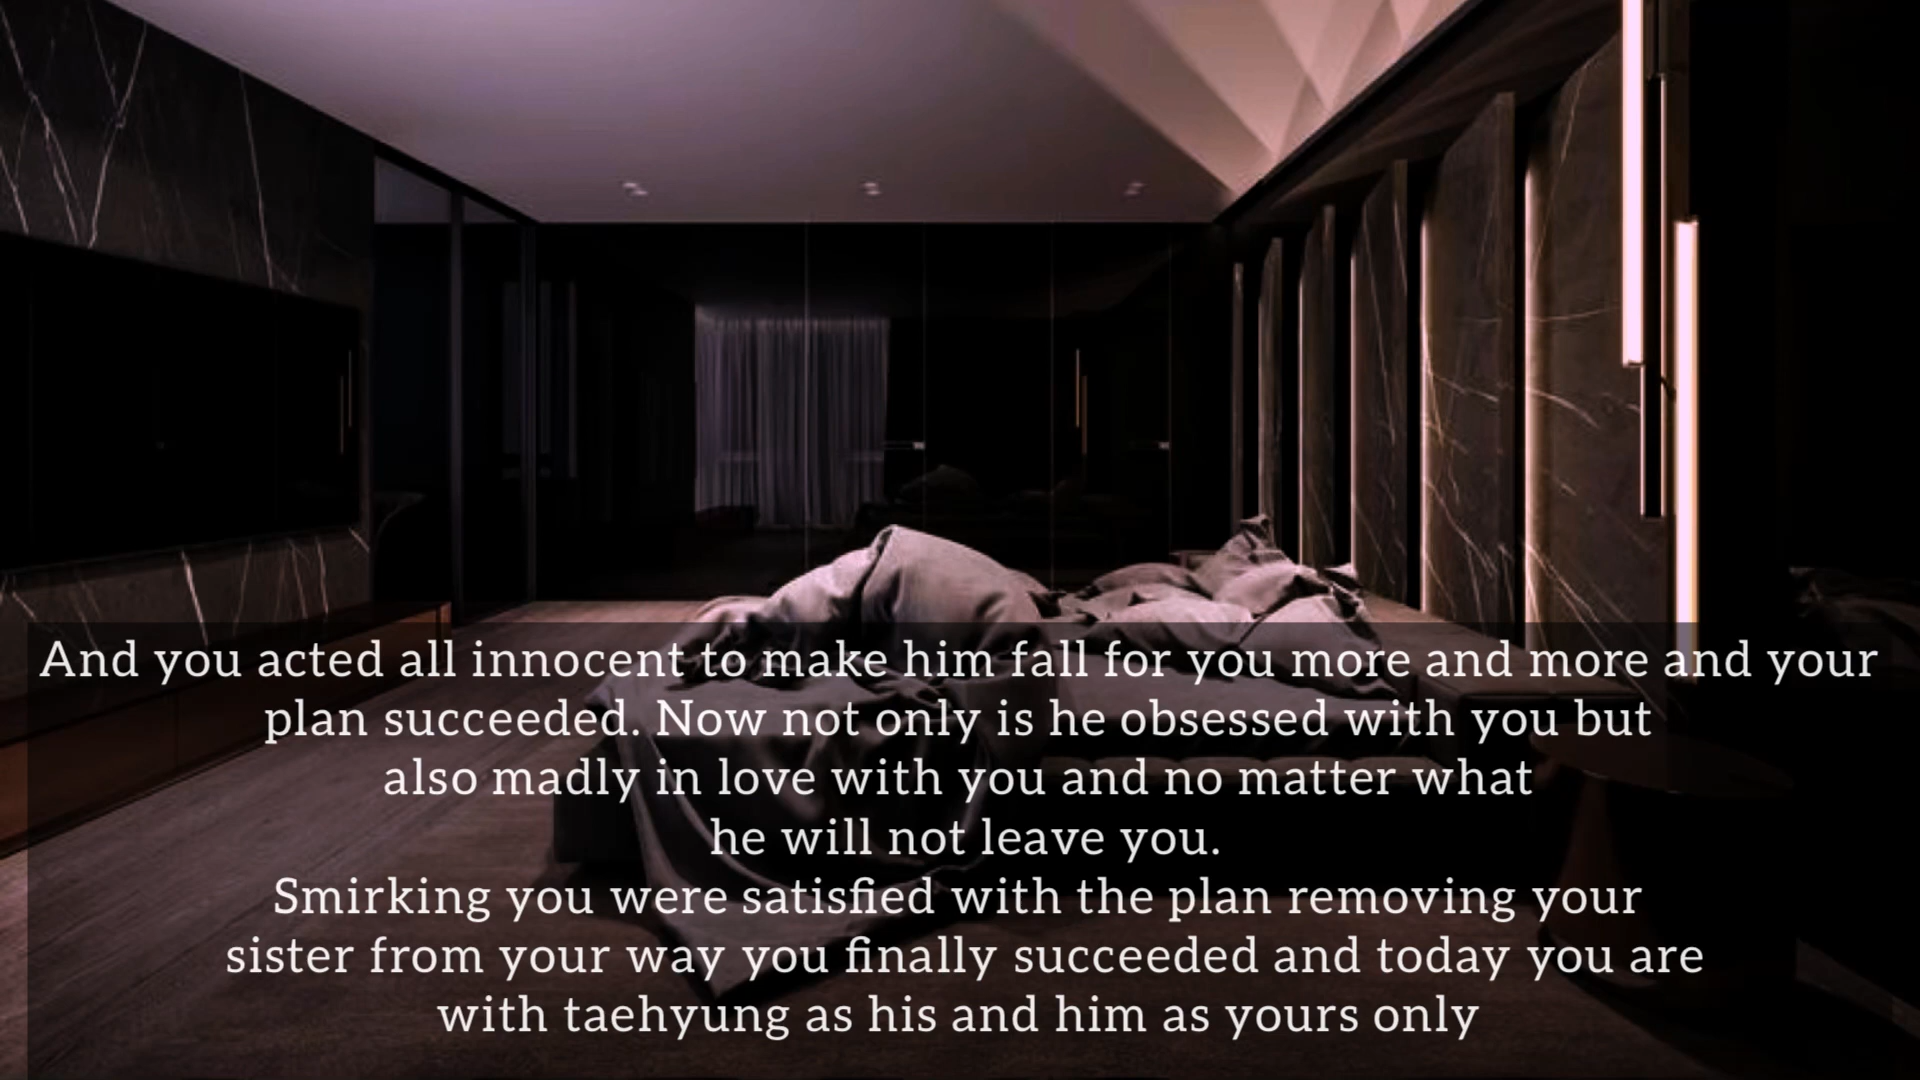 And you acted all innocent to make him fall for you more and more and your
plan succeeded. Now not only is he obsessed with you but
also madly in love with you and no matter what
he will not leave you.
Smirking you were satisfied with the plan removing your
sister from your way you finally succeeded and today you are
with taehyung as his and him as yours only